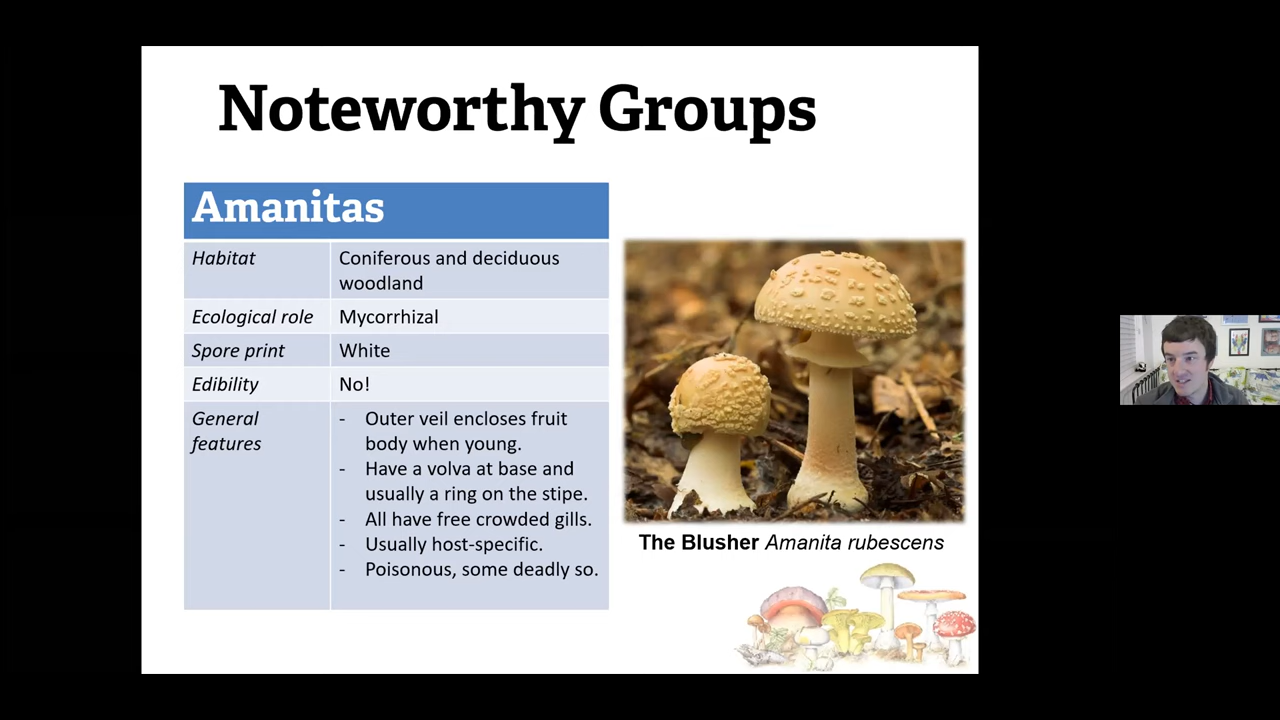 Noteworthy Groups
Amanitas
Habitat
Coniferous and deciduous
woodland
Ecological role
Mycorrhizal
Spore print
White
Edibility
No!
General
features
- Outer veil encloses fruit
body when young.
- Have a volva at base and
usually a ring on the stipe.
- All have free crowded gills.
- Usually host-specific.
- Poisonous, some deadly so.
The Blusher Amanita rubescens